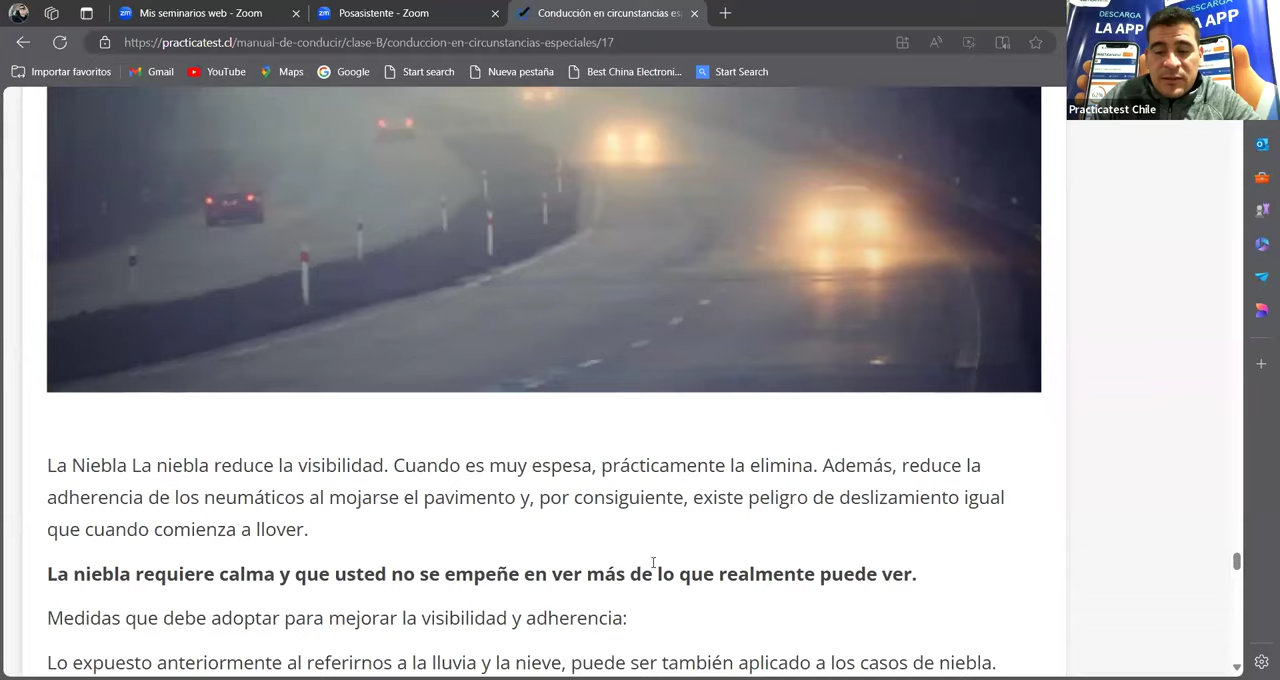 Mis seminarios web - Zoom
Posasistente - Zoom
Conducción en circunstancias es
https://practicatest.cl/manual-de-conducir/clase-B/conduccion-en-circunstancias-especiales/17
Importar favoritos
Gmail
YouTube
Maps
Google
Start search
Nueva pestaña
Best China Electroni...
Start Search
DESCARGA
LA APP
DESCARGA
A APP
Practicatest Chile
La Niebla La niebla reduce la visibilidad. Cuando es muy espesa, prácticamente la elimina. Además, reduce la
adherencia de los neumáticos al mojarse el pavimento y, por consiguiente, existe peligro de deslizamiento igual
que cuando comienza a llover.
La niebla requiere calma y que usted no se empeñe en ver más de lo que realmente puede ver.
Medidas que debe adoptar para mejorar la visibilidad y adherencia:
Lo expuesto anteriormente al referirnos a la lluvia y la nieve, puede ser también aplicado a los casos de niebla.